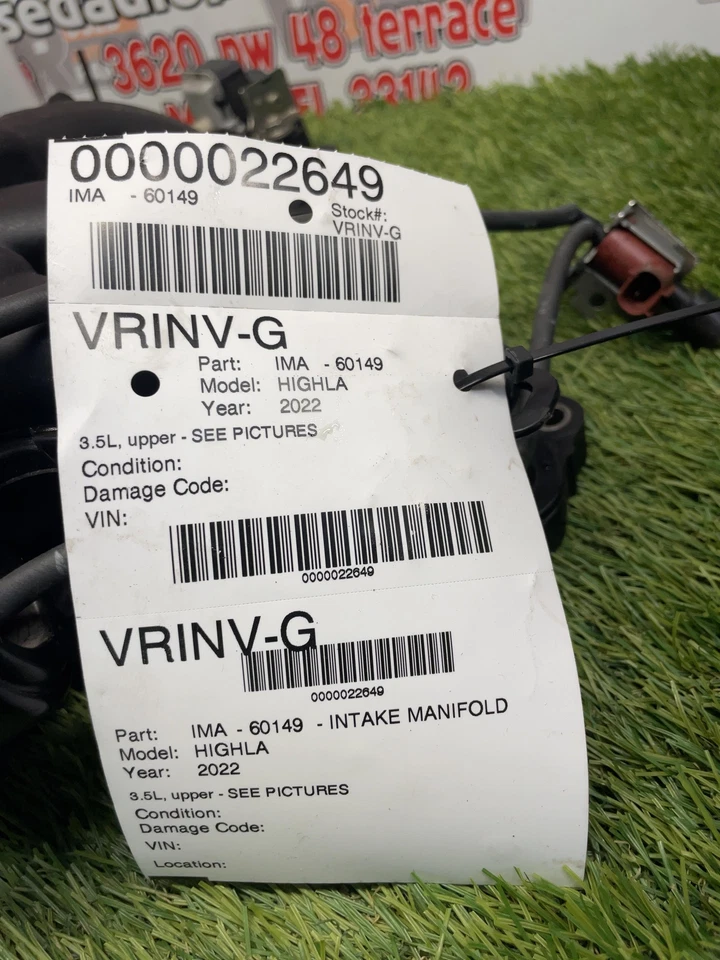 3620 nw 48 terrace
FL 33142
0000022649
IMA - 60149
Stock#:
VRINV-G
VRINV-G
Part: IMA - 60149
Model: HIGHLA
Year: 2022
3.5L, upper - SEE PICTURES
Condition:
Damage Code:
VIN:
0000022649
VRINV-G
0000022649
Part: IMA - 60149 - INTAKE MANIFOLD
Model: HIGHLA
Year: 2022
3.5L, upper - SEE PICTURES
Condition:
Damage Code:
VIN:
Location: